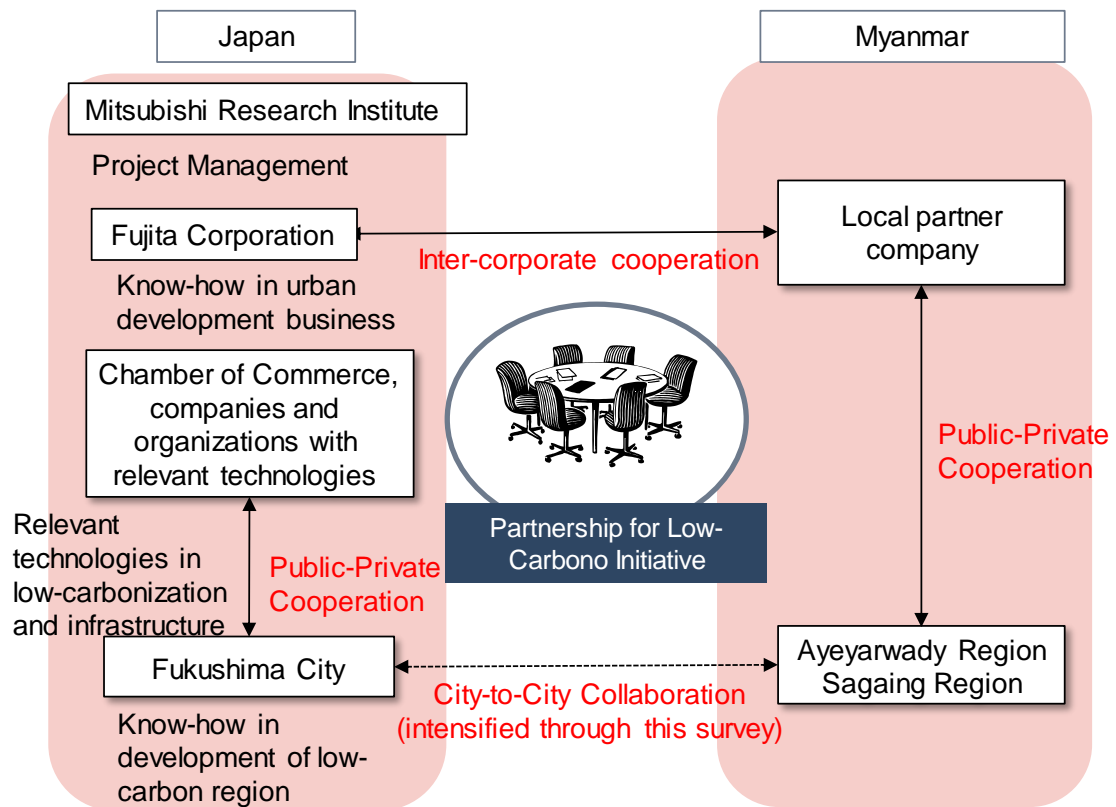 Japan
Mitsubishi Research Institute
Project Management
Fujita Corporation
Know-how in urban
development business
Chamber of Commerce,
companies and
organizations with
relevant technologies
Relevant
technologies in
low-carbonization
and infrastructure
Public-Private
Cooperation
Fukushima City
Know-how in
development of low-
carbon region
Inter-corporate cooperation
Partnership for Low-
Carbono Initiative
City-to-City Collaboration
(intensified through this survey)
Myanmar
Local partner
company
Public-Private
Cooperation
Ayeyarwady Region
Sagaing Region